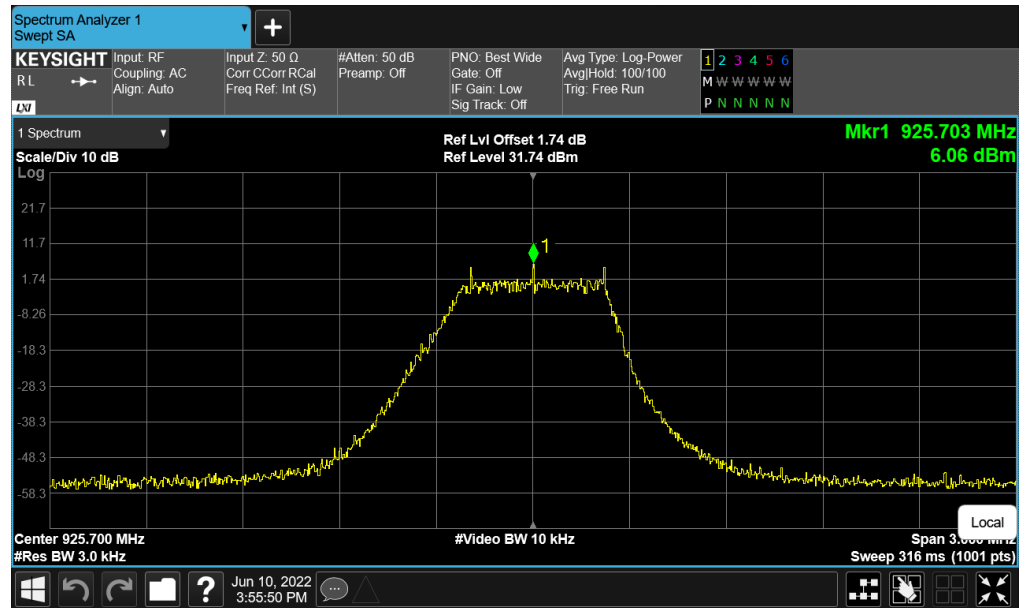 Spectrum Analyzer 1
Swept SA
KEYSIGHT
R L
LXI
Input: RF
Coupling: AC
Align: Auto
Input Z: 50 Ω
Corr CCorr RCal
Freq Ref: Int (S)
#Atten: 50 dB
Preamp: Off
PNO: Best Wide
Gate: Off
IF Gain: Low
Sig Track: Off
Avg Type: Log-Power
Avg|Hold: 100/100
Trig: Free Run
1 2 3 4 5 6
M W W W W W
P N N N N N
1 Spectrum
Scale/Div 10 dB
Log
Ref Lvl Offset 1.74 dB
Ref Level 31.74 dBm
Mkr1 925.703 MHz
6.06 dBm
21.7
11.7
1.74
-8.26
-18.3
-28.3
-38.3
-48.3
-58.3
1
Local
Center 925.700 MHz
#Res BW 3.0 kHz
#Video BW 10 kHz
Span
Sweep 316 ms (1001 pts)
?
Jun 10, 2022
3:55:50 PM